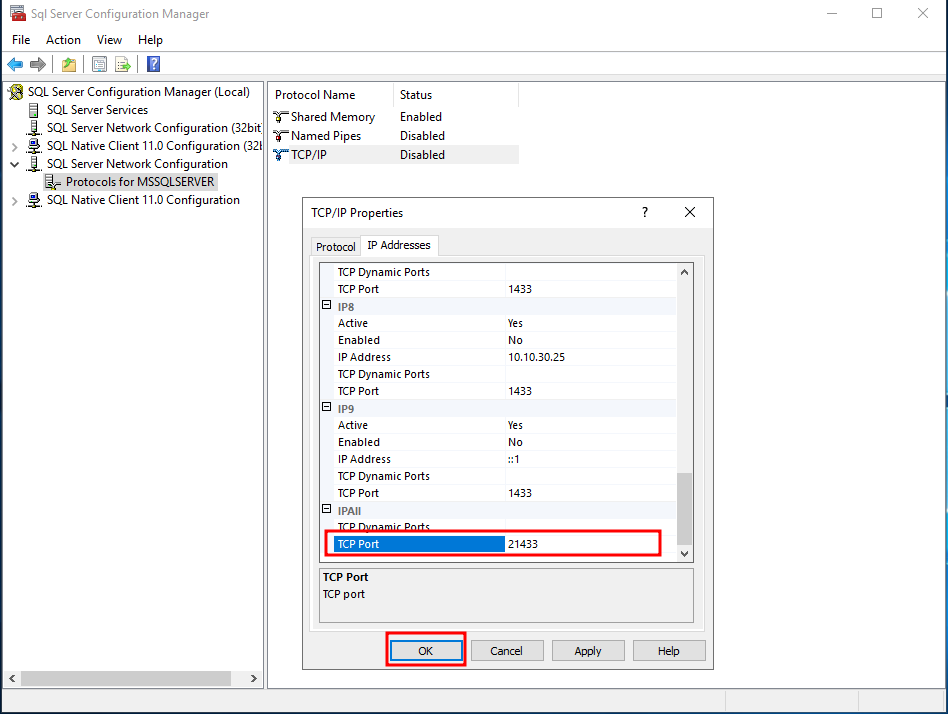 Sql Server Configuration Manager
File Action View Help
SQL Server Configuration Manager (Local)
SQL Server Services
SQL Server Network Configuration (32bit
SQL Native Client 11.0 Configuration (32b
SQL Server Network Configuration
Protocols for MSSQLSERVER
SQL Native Client 11.0 Configuration
Protocol Name Status
Shared Memory Enabled
Named Pipes Disabled
TCP/IP Disabled
TCP/IP Properties ?
Protocol IP Addresses
TCP Dynamic Ports
TCP Port 1433
IP8
Active Yes
Enabled No
IP Address 10.10.30.25
TCP Dynamic Ports
TCP Port 1433
IP9
Active Yes
Enabled No
IP Address ::1
TCP Dynamic Ports
TCP Port 1433
IPAll
TCP Dynamic Ports
TCP Port 21433
TCP Port
TCP port
OK Cancel Apply Help